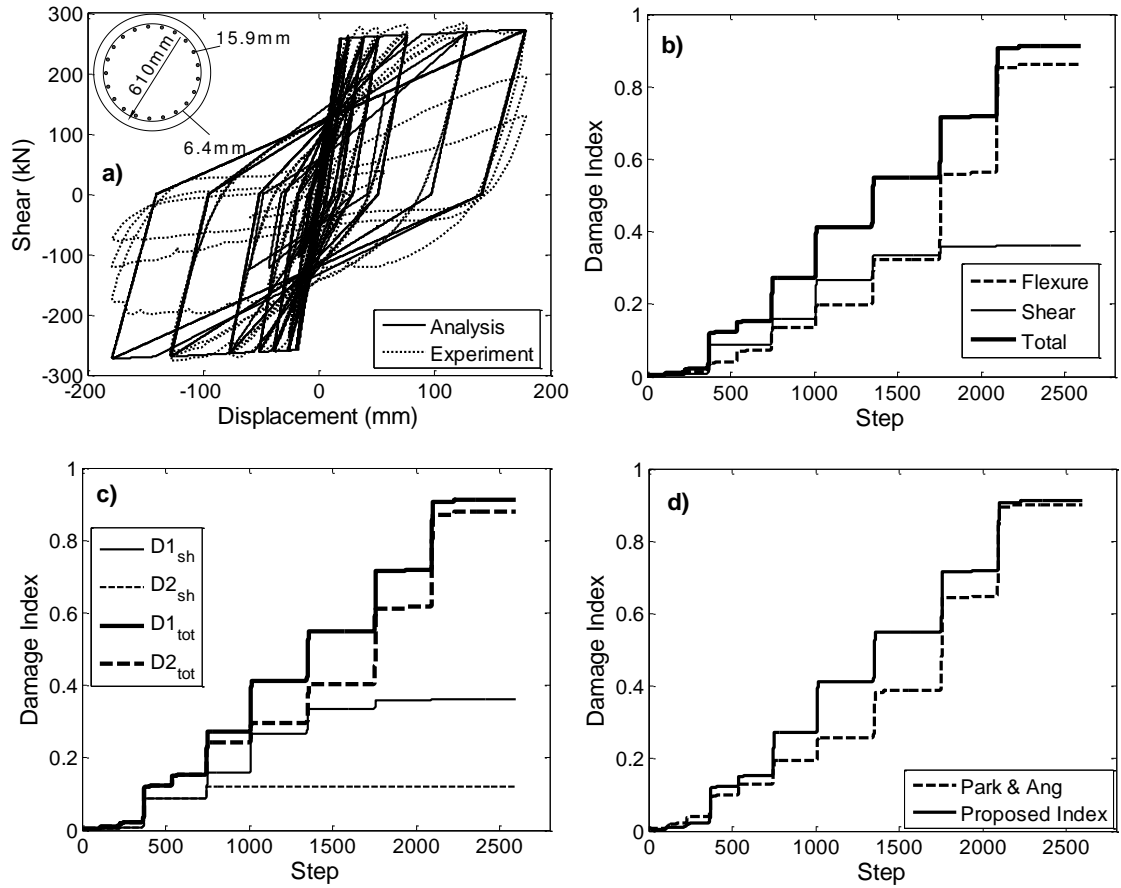 a)
300
200
100
0
-100
-200
-300
Shear (kN)
-200
-100
0
100
200
Displacement (mm)
610mm
15.9mm
6.4mm
Analysis
Experiment
b)
1
0.8
0.6
0.4
0.2
0
Damage Index
0
500
1000
1500
2000
2500
Step
Flexure
Shear
Total
c)
1
0.8
0.6
0.4
0.2
0
Damage Index
0
500
1000
1500
2000
2500
Step
D1sh
D2sh
D1tot
D2tot
d)
1
0.8
0.6
0.4
0.2
0
Damage Index
0
500
1000
1500
2000
2500
Step
Park & Ang
Proposed Index